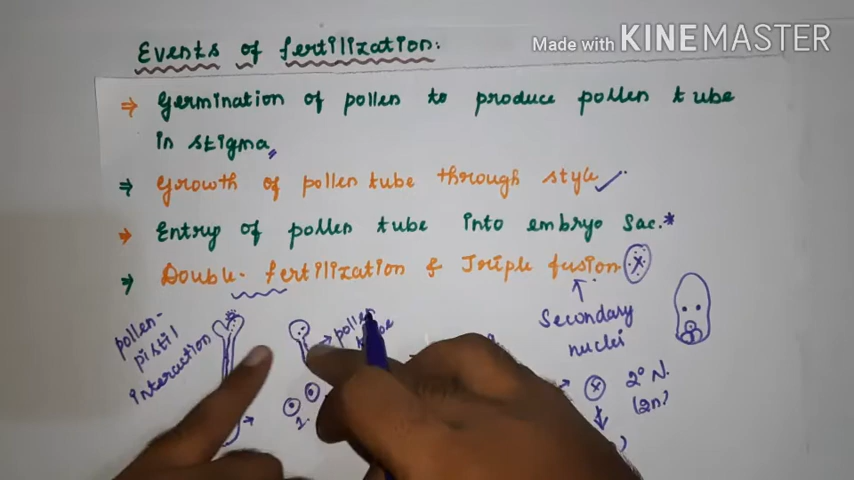 Events of fertilization:
Made with KINEMASTER
⇒ Germination of pollen to produce pollen tube
in stigma,,
⇒ Growth of pollen tube through style ✓
⇒ Entry of pollen tube into embryo sac.*
⇒ Double-fertilization & Triple fusion
Secondary
nuclei
pollen-
pistil
interaction
pollen
2° N.
(2n)